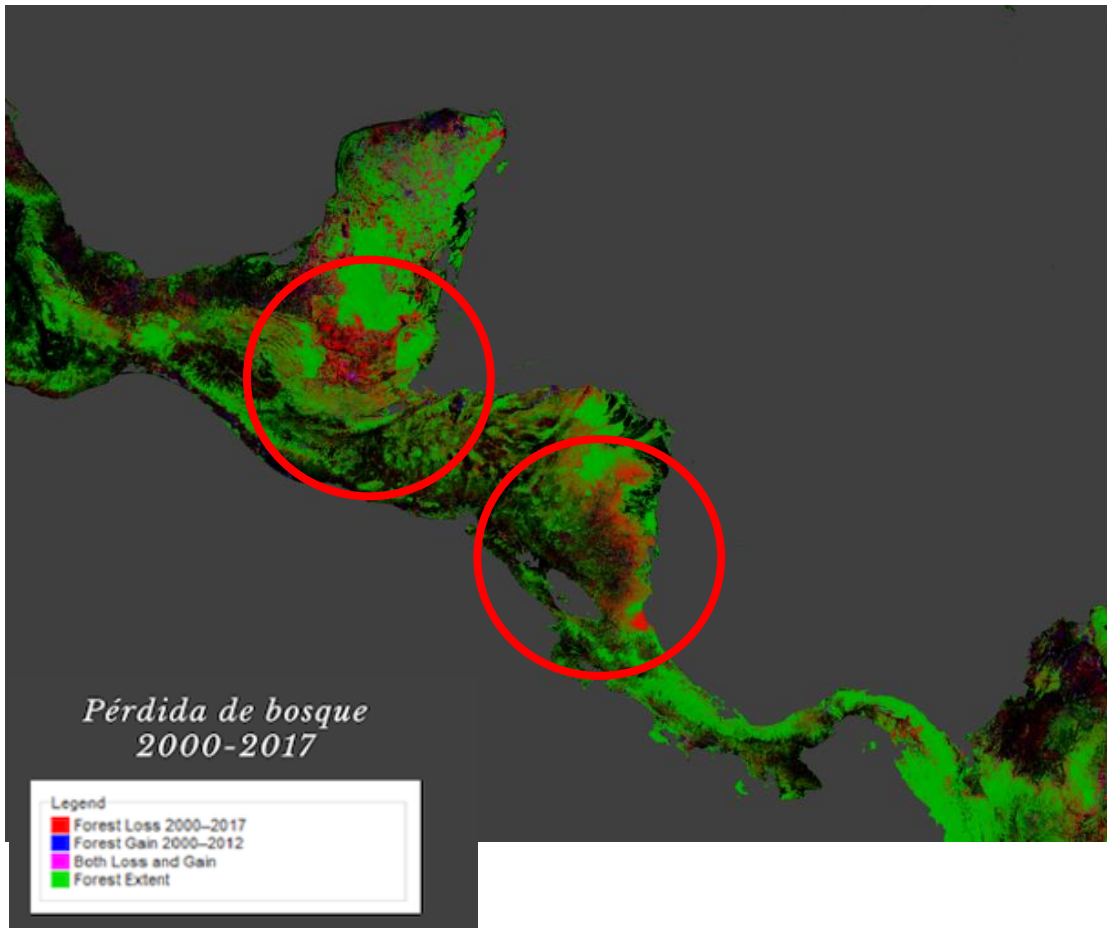 Pérdida de bosque
2000-2017
Legend
Forest Loss 2000–2017
Forest Gain 2000–2012
Both Loss and Gain
Forest Extent